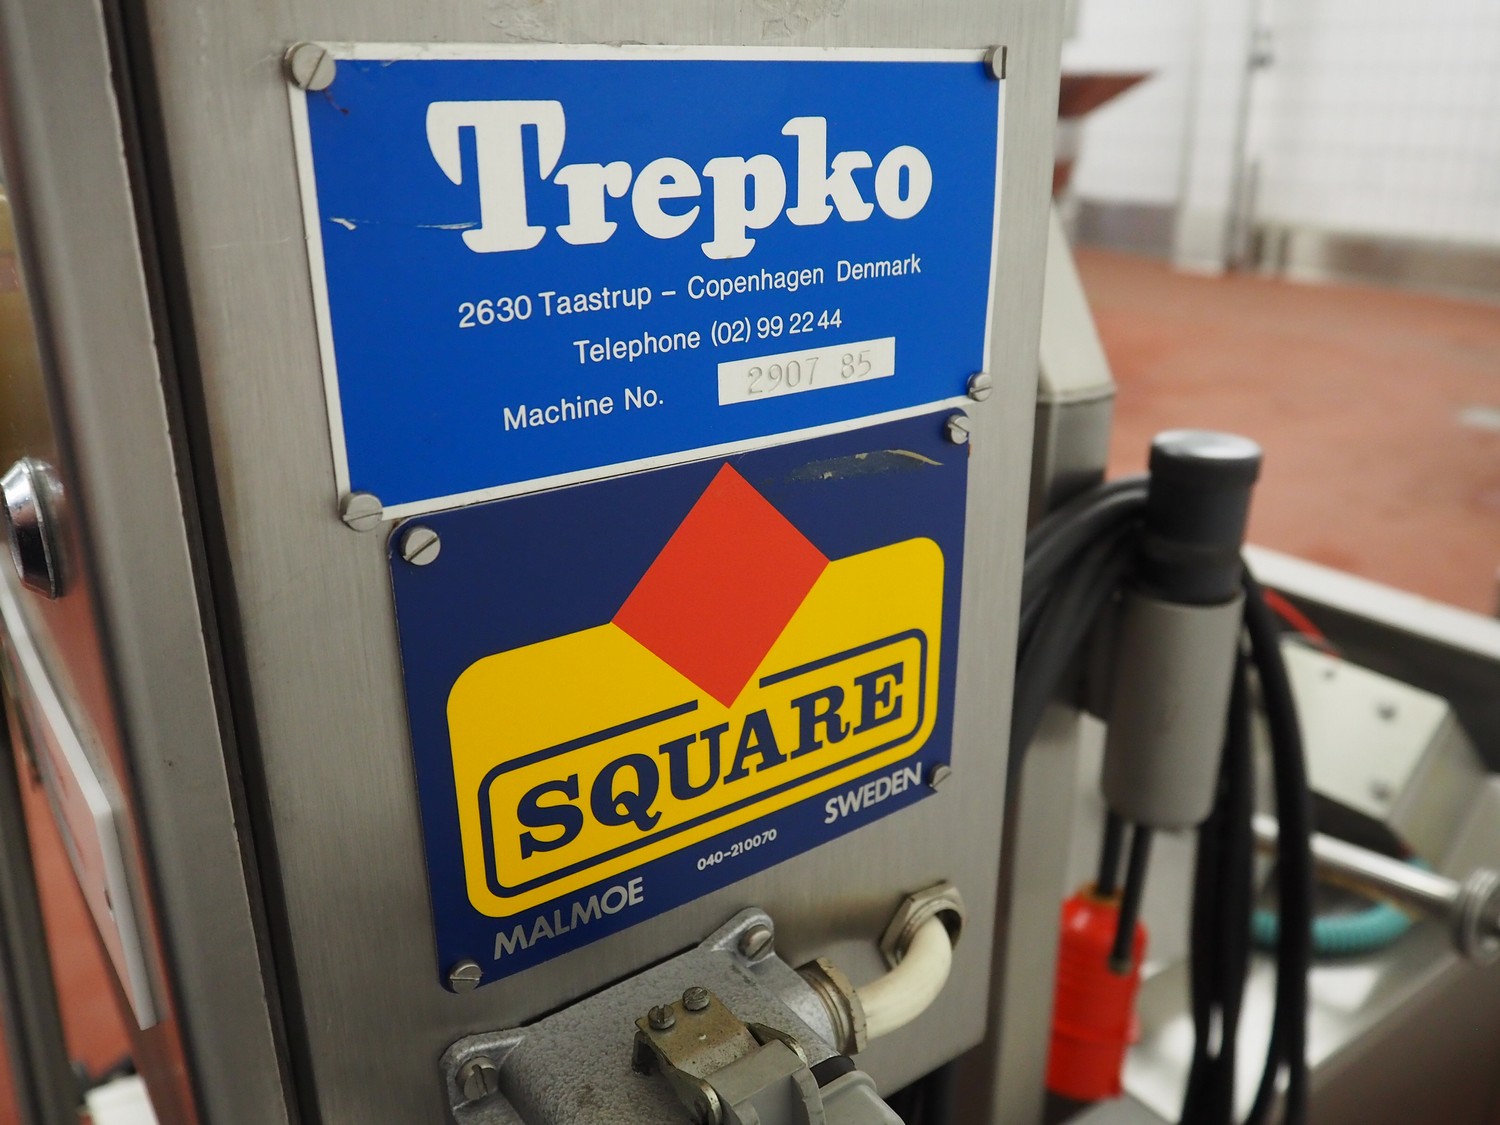 Trepko
2630 Taastrup – Copenhagen Denmark
Telephone (02) 99 22 44
Machine No. 2907 85
SQUARE
MALMOE 040-210070 SWEDEN